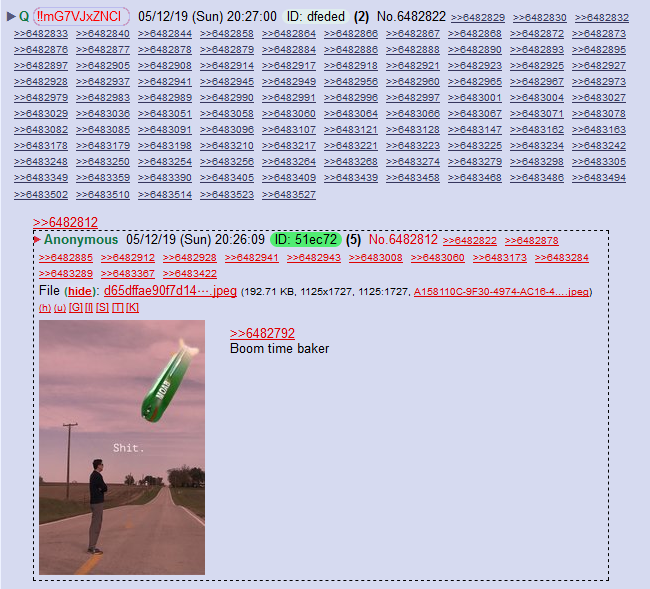 Q !!mG7VJxZNCI 05/12/19 (Sun) 20:27:00 ID: dfeded (2) No.6482822 >>6482829 >>6482830 >>6482832
>>6482833 >>6482840 >>6482844 >>6482858 >>6482864 >>6482866 >>6482867 >>6482868 >>6482872 >>6482873
>>6482876 >>6482877 >>6482878 >>6482879 >>6482884 >>6482886 >>6482888 >>6482890 >>6482893 >>6482895
>>6482897 >>6482905 >>6482908 >>6482914 >>6482917 >>6482918 >>6482921 >>6482923 >>6482925 >>6482927
>>6482928 >>6482937 >>6482941 >>6482945 >>6482949 >>6482956 >>6482960 >>6482965 >>6482967 >>6482973
>>6482979 >>6482983 >>6482989 >>6482990 >>6482991 >>6482996 >>6482997 >>6483001 >>6483004 >>6483027
>>6483029 >>6483036 >>6483051 >>6483058 >>6483060 >>6483064 >>6483066 >>6483067 >>6483071 >>6483078
>>6483082 >>6483085 >>6483091 >>6483096 >>6483107 >>6483121 >>6483128 >>6483147 >>6483162 >>6483163
>>6483178 >>6483179 >>6483198 >>6483210 >>6483217 >>6483221 >>6483223 >>6483225 >>6483234 >>6483242
>>6483248 >>6483250 >>6483254 >>6483256 >>6483264 >>6483268 >>6483274 >>6483279 >>6483298 >>6483305
>>6483349 >>6483359 >>6483390 >>6483405 >>6483409 >>6483439 >>6483458 >>6483468 >>6483486 >>6483494
>>6483502 >>6483510 >>6483514 >>6483523 >>6483527
>>6482812
Anonymous 05/12/19 (Sun) 20:26:09 ID: 51ec72 (5) No.6482812 >>6482822 >>6482878
>>6482885 >>6482912 >>6482928 >>6482941 >>6482943 >>6483008 >>6483060 >>6483173 >>6483284
>>6483289 >>6483367 >>6483422
File (hide): d65dffae90f7d14⋯.jpeg (192.71 KB, 1125x1727, 1125:1727, A158110C-9F30-4974-AC16-4….jpeg)
(h) (u) [G] [I] [S] [T] [K]
>>6482792
Boom time baker
MOAB
Shit.